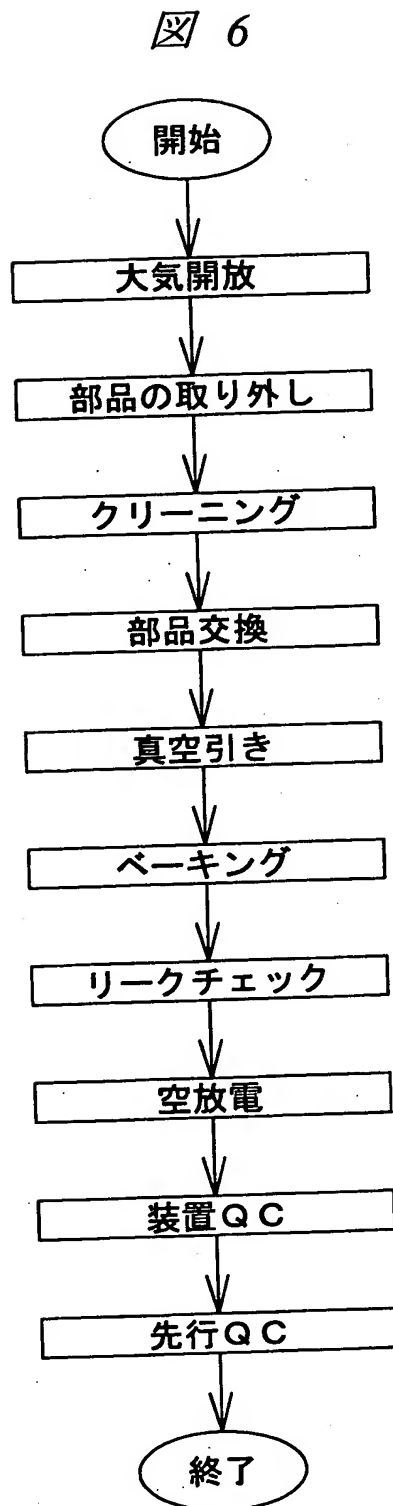 図 6
開始
大気開放
部品の取り外し
クリーニング
部品交換
真空引き
ベーキング
リークチェック
空放電
装置QC
先行QC
終了